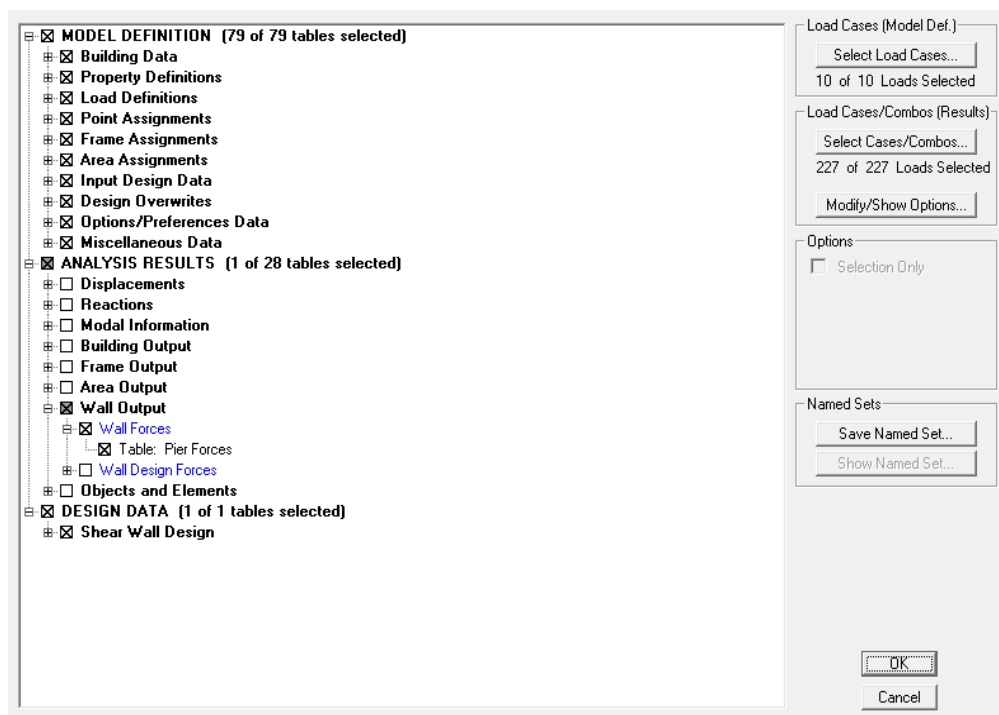 MODEL DEFINITION (79 of 79 tables selected)
Building Data
Property Definitions
Load Definitions
Point Assignments
Frame Assignments
Area Assignments
Input Design Data
Design Overwrites
Options/Preferences Data
Miscellaneous Data
ANALYSIS RESULTS (1 of 28 tables selected)
Displacements
Reactions
Modal Information
Building Output
Frame Output
Area Output
Wall Output
Wall Forces
Table: Pier Forces
Wall Design Forces
Objects and Elements
DESIGN DATA (1 of 1 tables selected)
Shear Wall Design
Load Cases (Model Def.)
Select Load Cases...
10 of 10 Loads Selected
Load Cases/Combos (Results)
Select Cases/Combos...
227 of 227 Loads Selected
Modify/Show Options...
Options
Selection Only
Named Sets
Save Named Set...
Show Named Set...
OK
Cancel